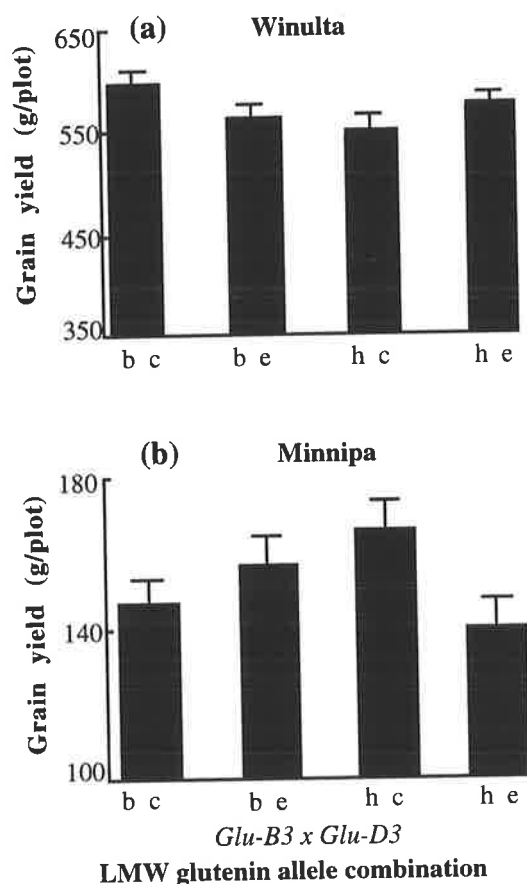 (a) Winulta
Grain yield (g/plot)
650
550
450
350
b c b e h c h e
(b) Minnipa
Grain yield (g/plot)
180
140
100
b c b e h c h e
Glu-B3 x Glu-D3
LMW glutenin allele combination